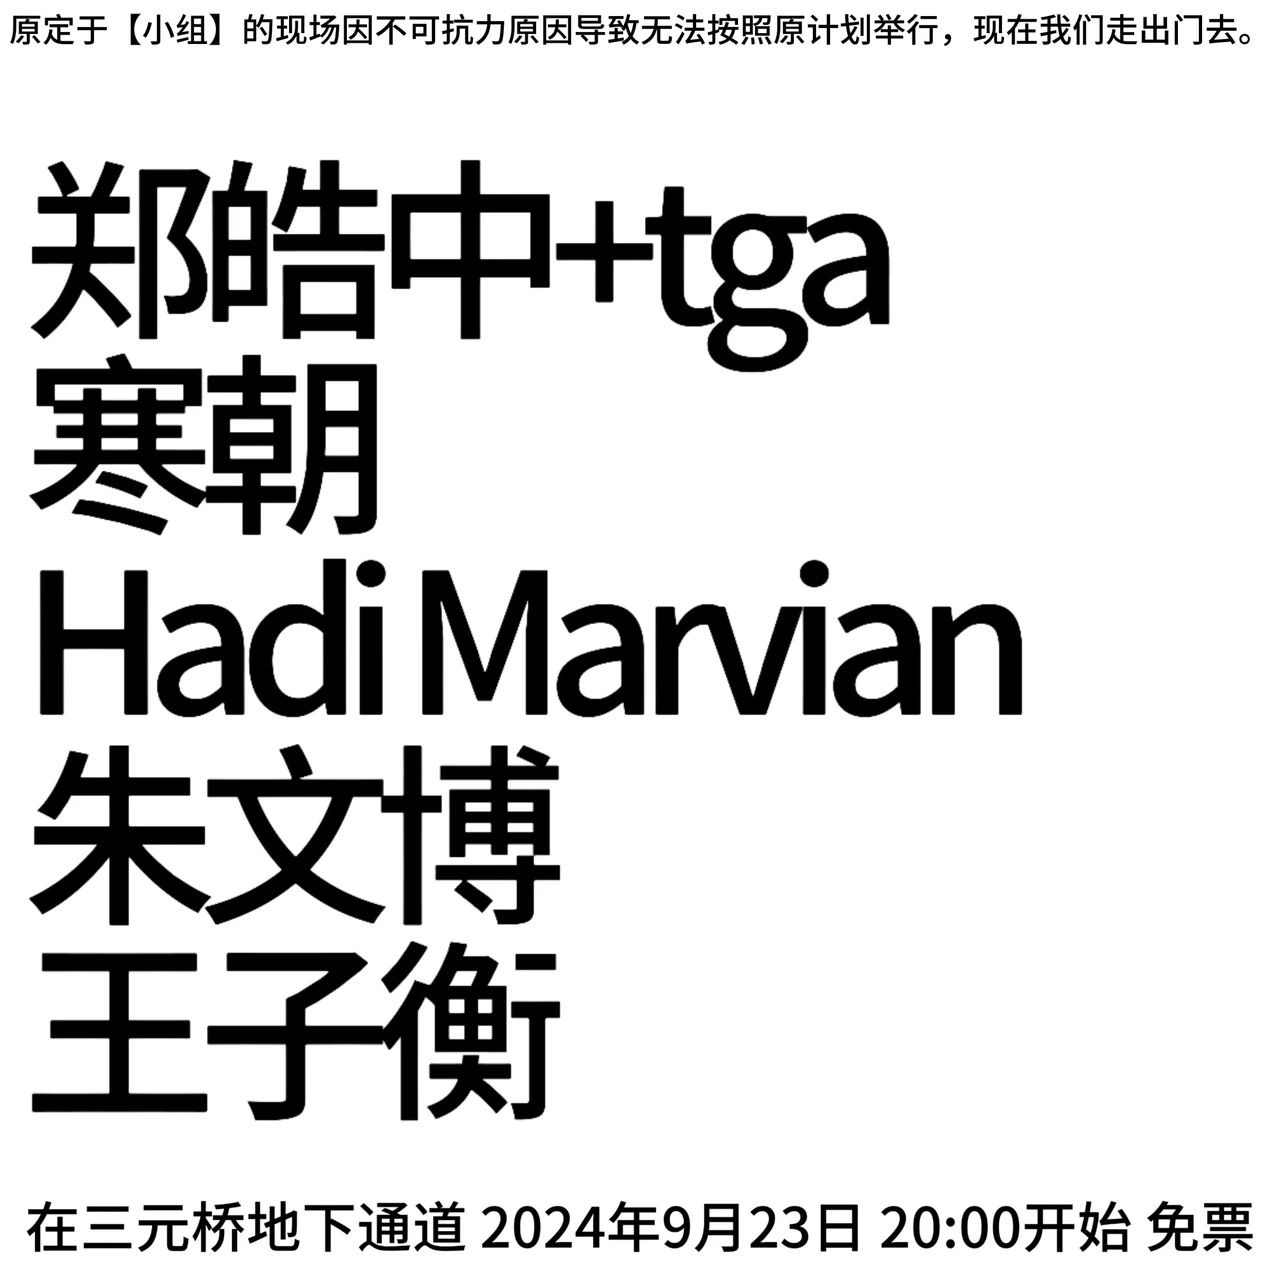 原定于【小组】的现场因不可抗力原因导致无法按照原计划举行，现在我们走出门去。
郑皓中+tga
寒朝
Hadi Marvian
朱文博
王子衡
在三元桥地下通道 2024年9月23日 20:00开始 免票